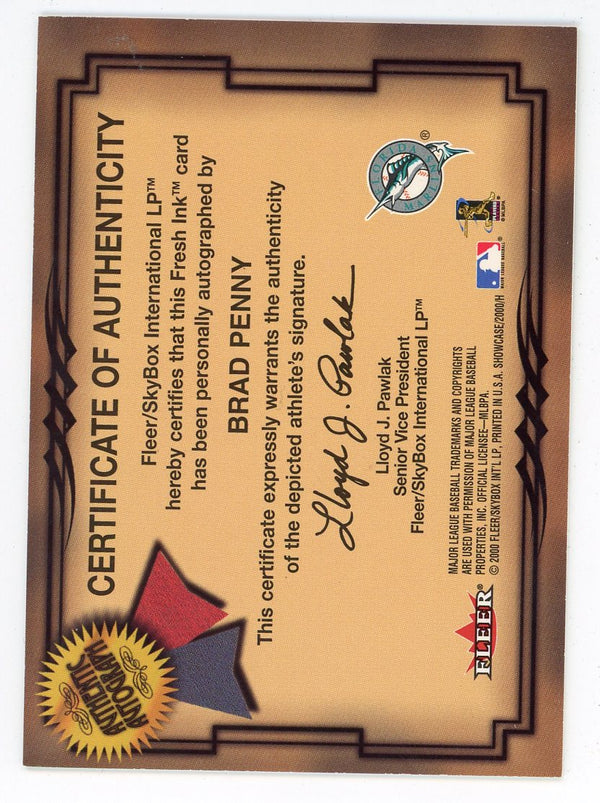 AUTHENTIC
AUTOGRAPH
CERTIFICATE OF AUTHENTICITY
Fleer/SkyBox International LP™
hereby certifies that this Fresh Ink™ card
has been personally autographed by
BRAD PENNY
This certificate expressly warrants the authenticity
of the depicted athlete's signature.
Lloyd J. Pawlak
Lloyd J. Pawlak
Senior Vice President
Fleer/SkyBox International LP™
FLORIDA
MARLINS
®
FLEER®
MAJOR LEAGUE BASEBALL TRADEMARKS AND COPYRIGHTS
ARE USED WITH PERMISSION OF MAJOR LEAGUE BASEBALL
PROPERTIES, INC. OFFICIAL LICENSEE—MLBPA.
© 2000 FLEER/SKYBOX INT'L LP, PRINTED IN U.S.A. SHOWCASE/2000/H